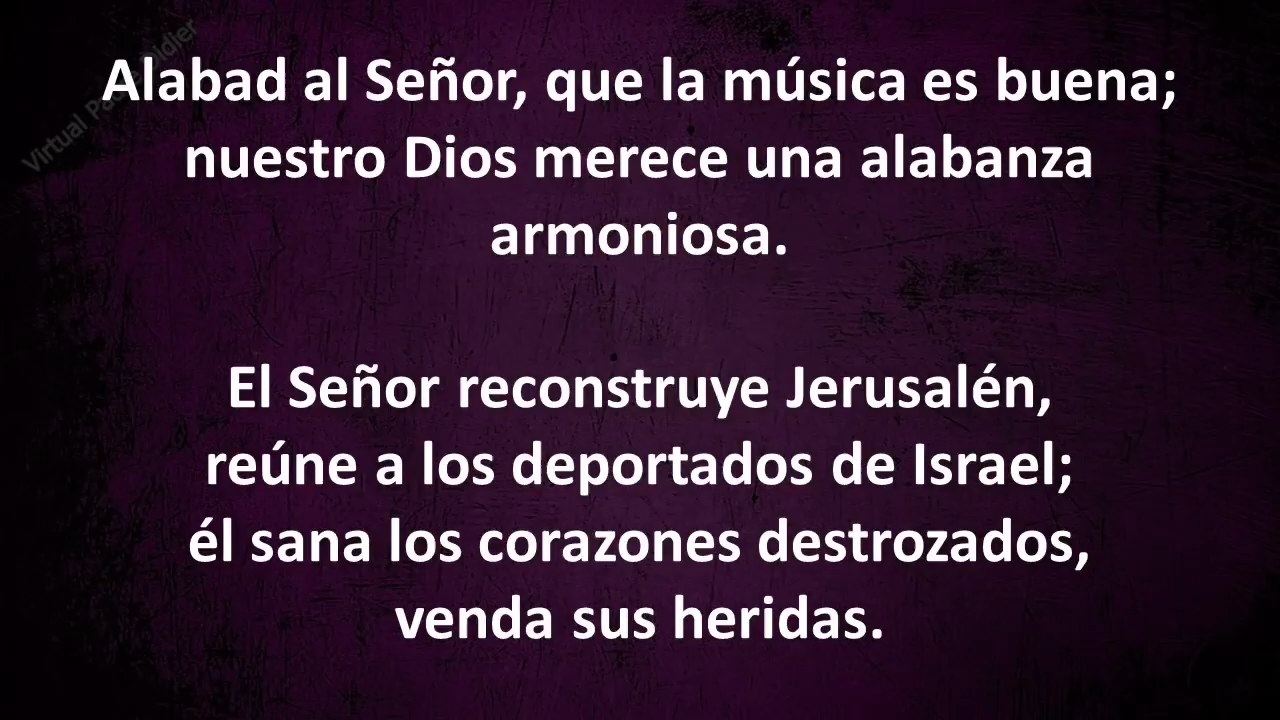 Alabad al Señor, que la música es buena;
nuestro Dios merece una alabanza
armoniosa.
El Señor reconstruye Jerusalén,
reúne a los deportados de Israel;
él sana los corazones destrozados,
venda sus heridas.
Virtual